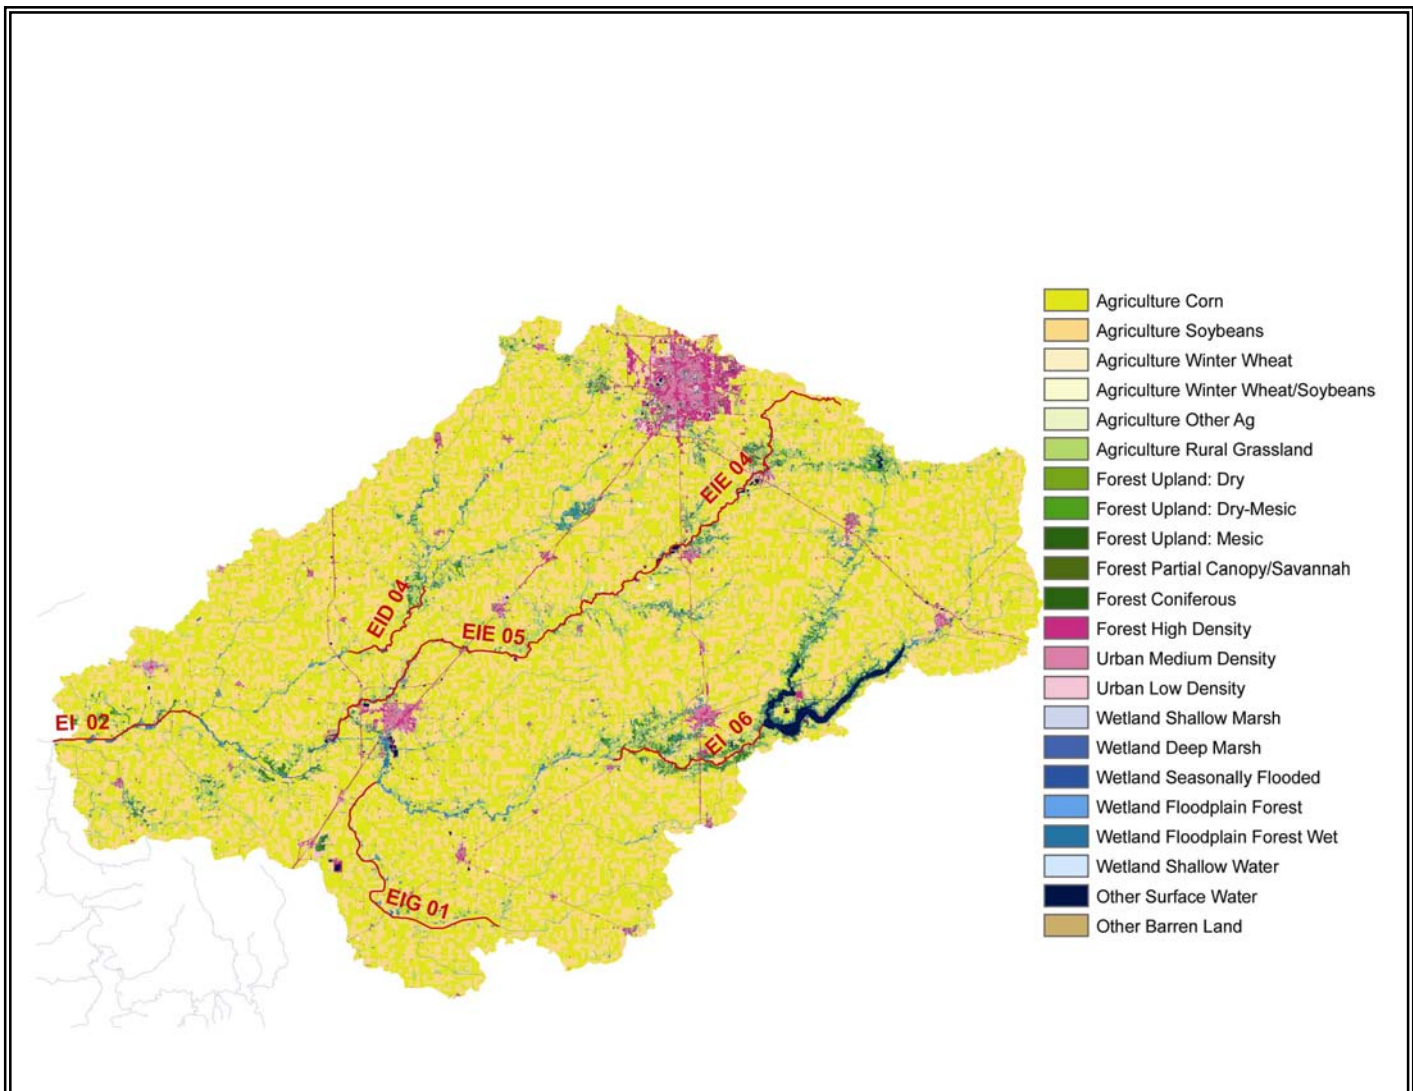 Agriculture Corn
Agriculture Soybeans
Agriculture Winter Wheat
Agriculture Winter Wheat/Soybeans
Agriculture Other Ag
Agriculture Rural Grassland
Forest Upland: Dry
Forest Upland: Dry-Mesic
Forest Upland: Mesic
Forest Partial Canopy/Savannah
Forest Coniferous
Forest High Density
Urban Medium Density
Urban Low Density
Wetland Shallow Marsh
Wetland Deep Marsh
Wetland Seasonally Flooded
Wetland Floodplain Forest
Wetland Floodplain Forest Wet
Wetland Shallow Water
Other Surface Water
Other Barren Land
EIE 04
EID 04
EIE 05
EI 02
EI 06
EIG 01